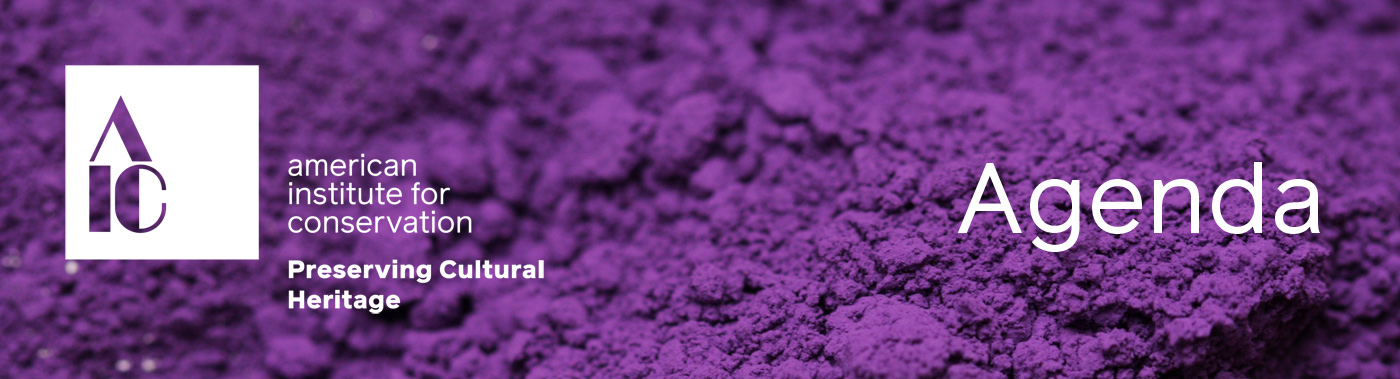 AIC
american
institute for
conservation
Preserving Cultural
Heritage
Agenda